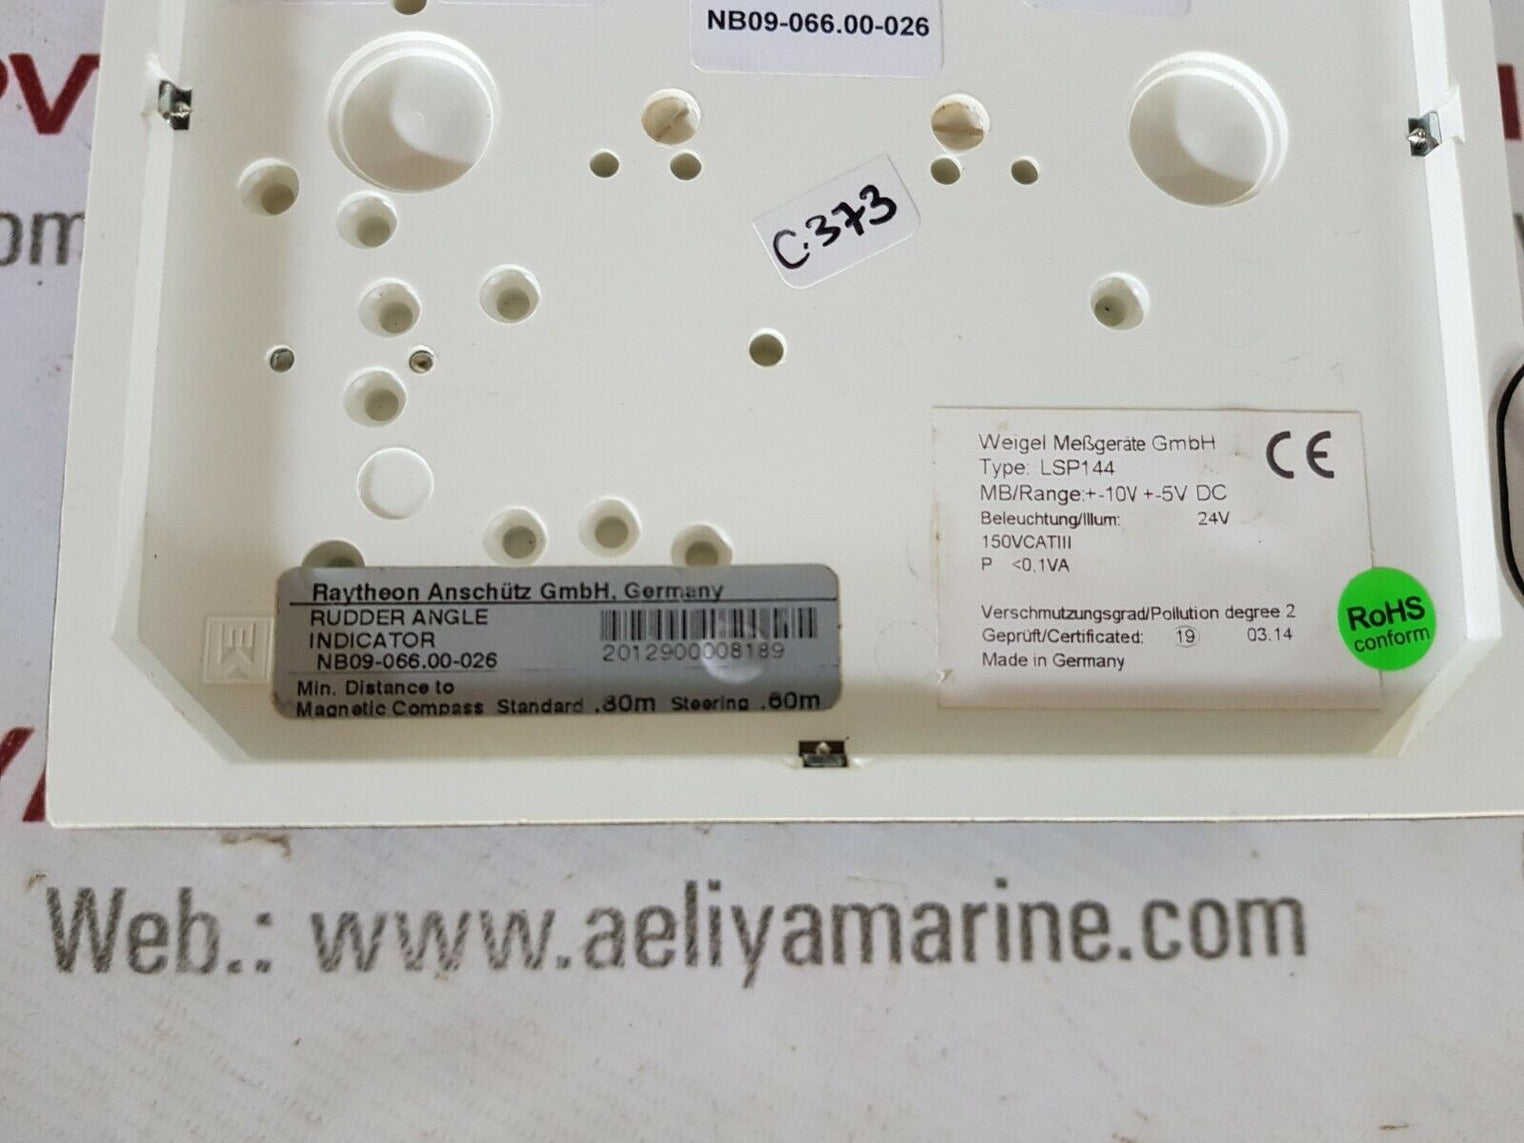 NB09-066.00-026
C.373
Weigel Meßgeräte GmbH
CE
Type: LSP144
MB/Range:+-10V +-5V DC
Beleuchtung/Illum: 24V
150VCATIII
P <0,1VA
Verschmutzungsgrad/Pollution degree 2
Geprüft/Certificated: 19 03.14
Made in Germany
RoHS
conform
Raytheon Anschütz GmbH, Germany
RUDDER ANGLE
INDICATOR
NB09-066.00-026
2012900008189
Min. Distance to
Magnetic Compass Standard .80m Steering .60m
Web.: www.aeliyamarine.com